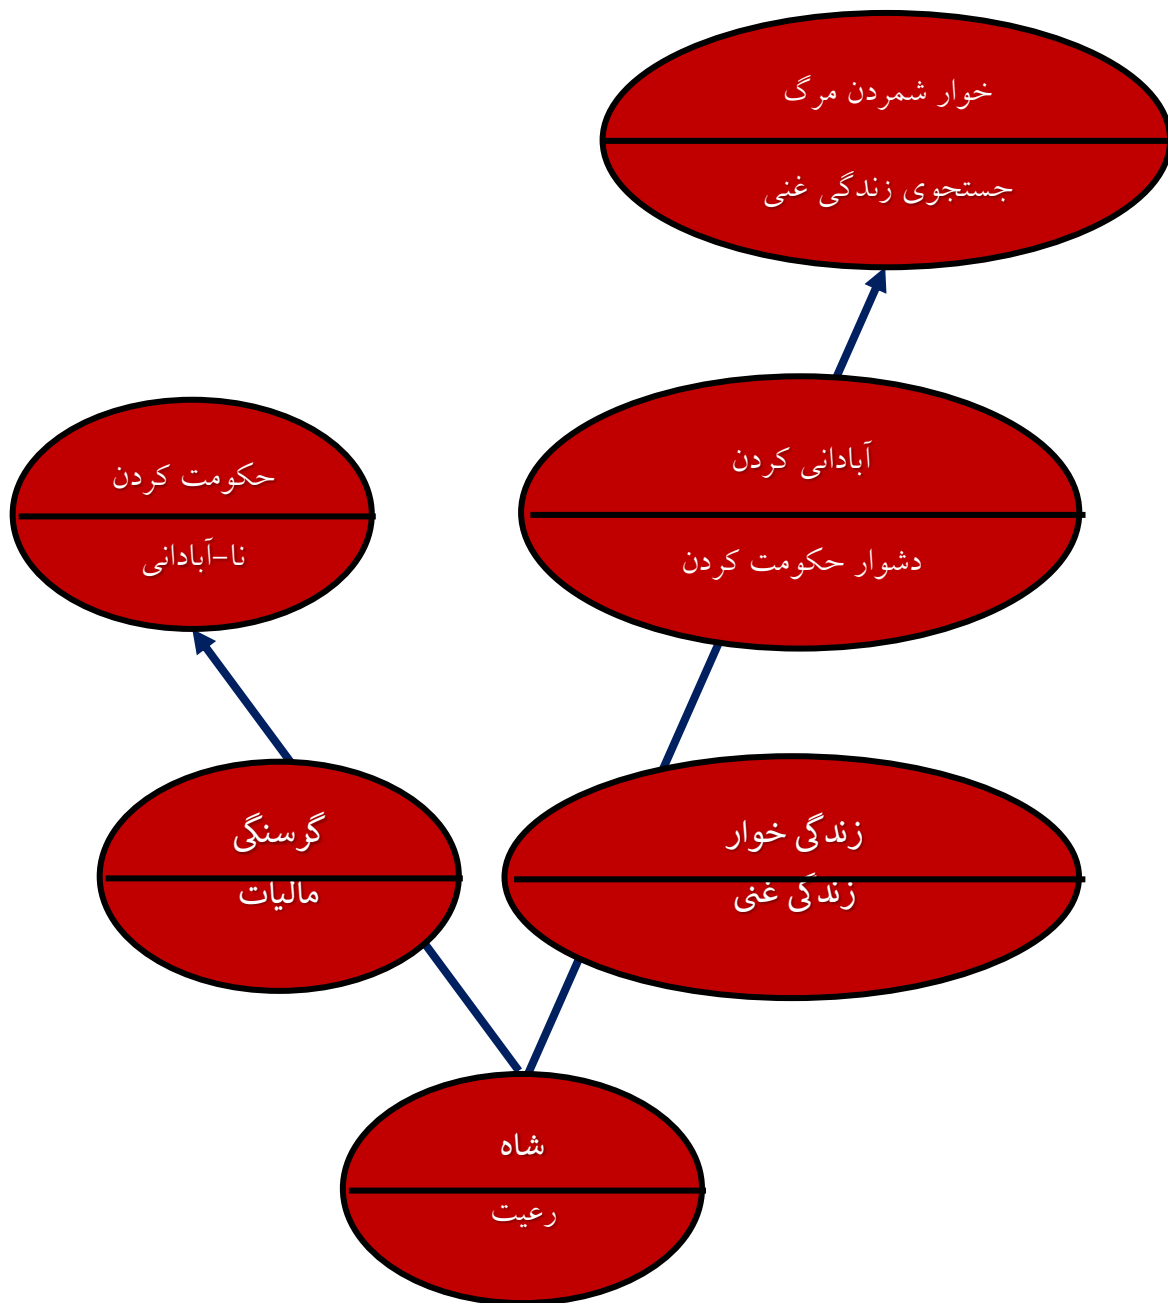 خوار شمردن مرگ
جستجوی زندگی غنی
آبادانی کردن
دشوار حکومت کردن
حکومت کردن
نا-آبادانی
زندگی خوار
زندگی غنی
گرسنگی
مالیات
شاه
رعیت